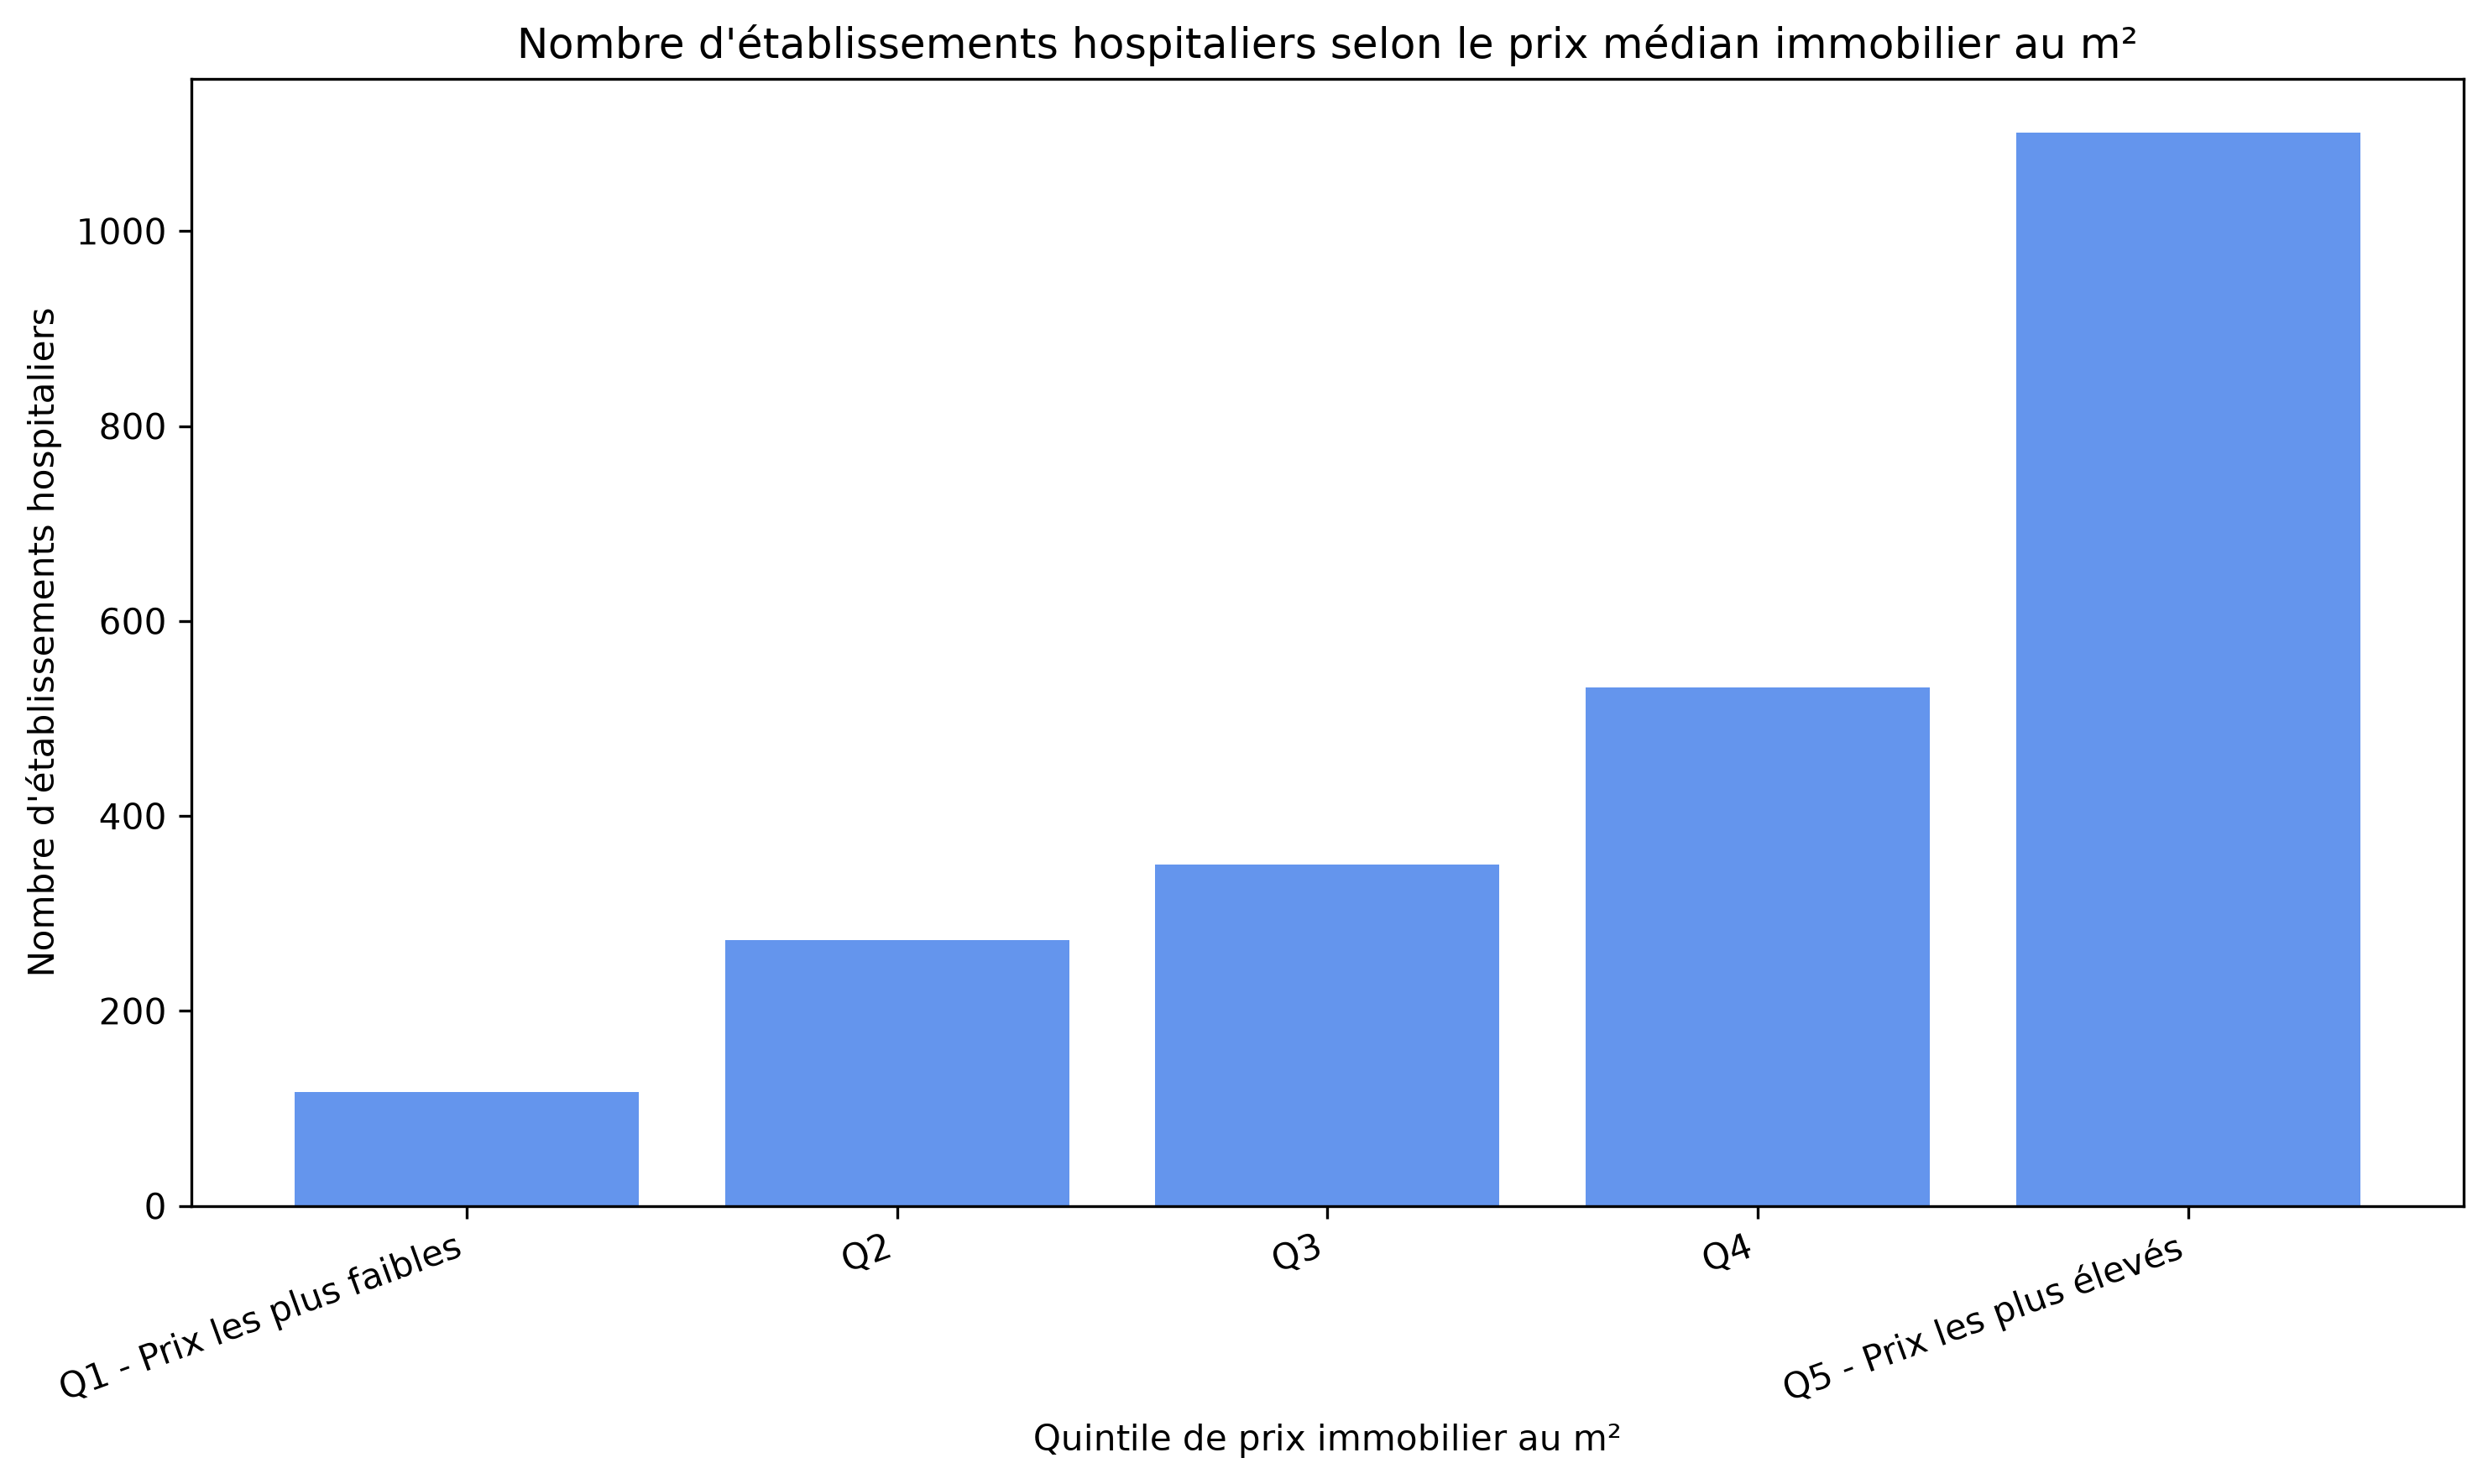 Nombre d'établissements hospitaliers selon le prix médian immobilier au m²
Nombre d'établissements hospitaliers
1000
800
600
400
200
0
Q1 - Prix les plus faibles
Q2
Q3
Q4
Q5 - Prix les plus élevés
Quintile de prix immobilier au m²